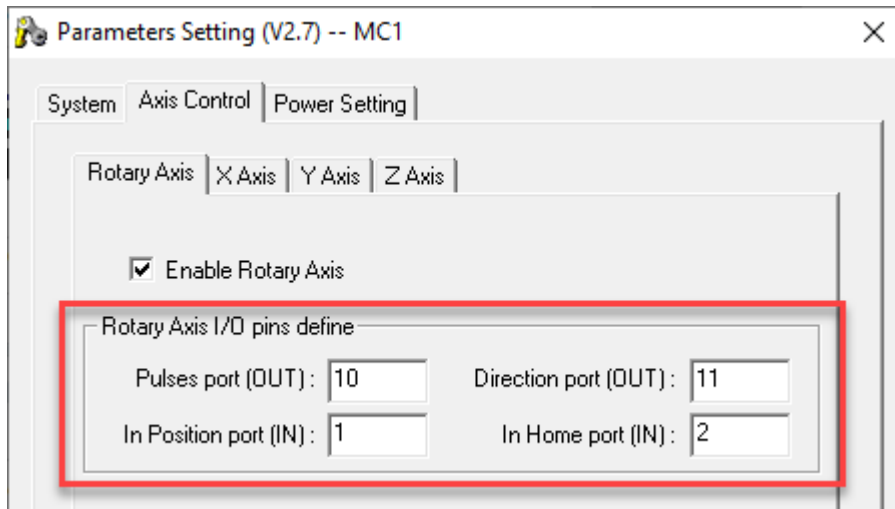 Parameters Setting (V2.7) -- MC1
System Axis Control Power Setting
Rotary Axis X Axis Y Axis Z Axis
Enable Rotary Axis
Rotary Axis I/O pins define
Pulses port (OUT) : 10 Direction port (OUT) : 11
In Position port (IN) : 1 In Home port (IN) : 2